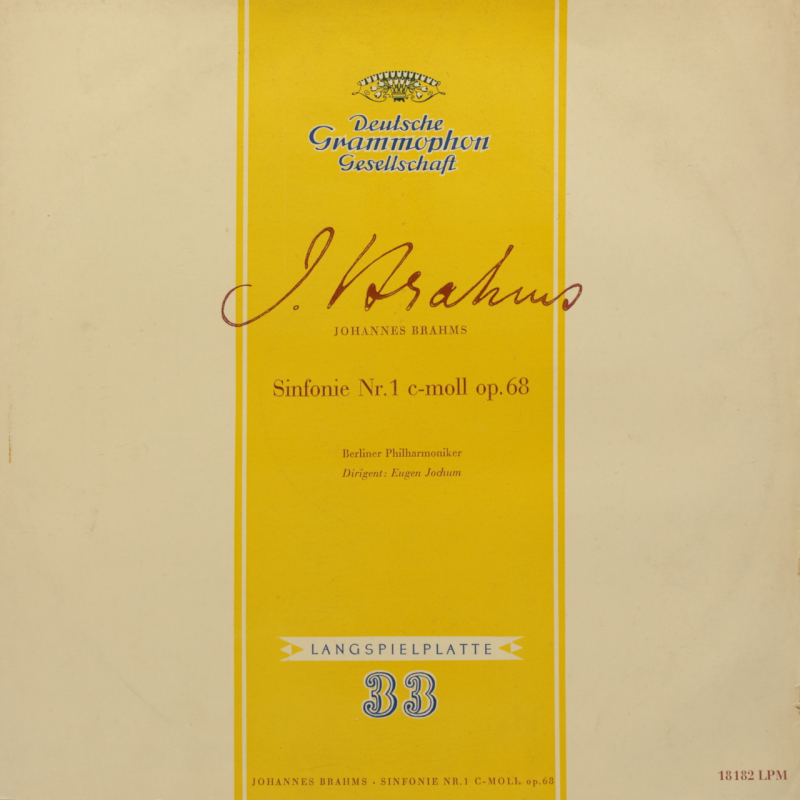 Deutsche
Grammophon
Gesellschaft
J. Brahms
JOHANNES BRAHMS
Sinfonie Nr. 1 c-moll op. 68
Berliner Philharmoniker
Dirigent: Eugen Jochum
LANGSPIELPLATTE
33
JOHANNES BRAHMS - SINFONIE NR. 1 C-MOLL op. 68
18182 LPM